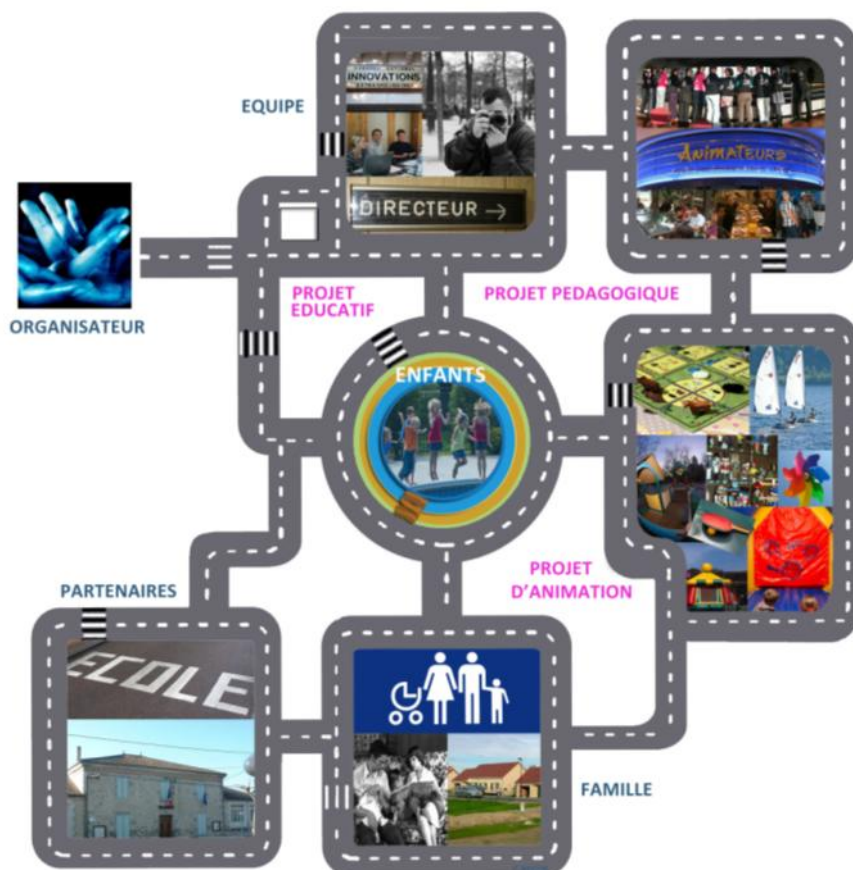 INNOVATIONS
EQUIPE
ANIMATEURS
DIRECTEUR →
ORGANISATEUR
PROJET
EDUCATIF
PROJET PEDAGOGIQUE
ENFANTS
PROJET
D'ANIMATION
PARTENAIRES
ECOLE
FAMILLE